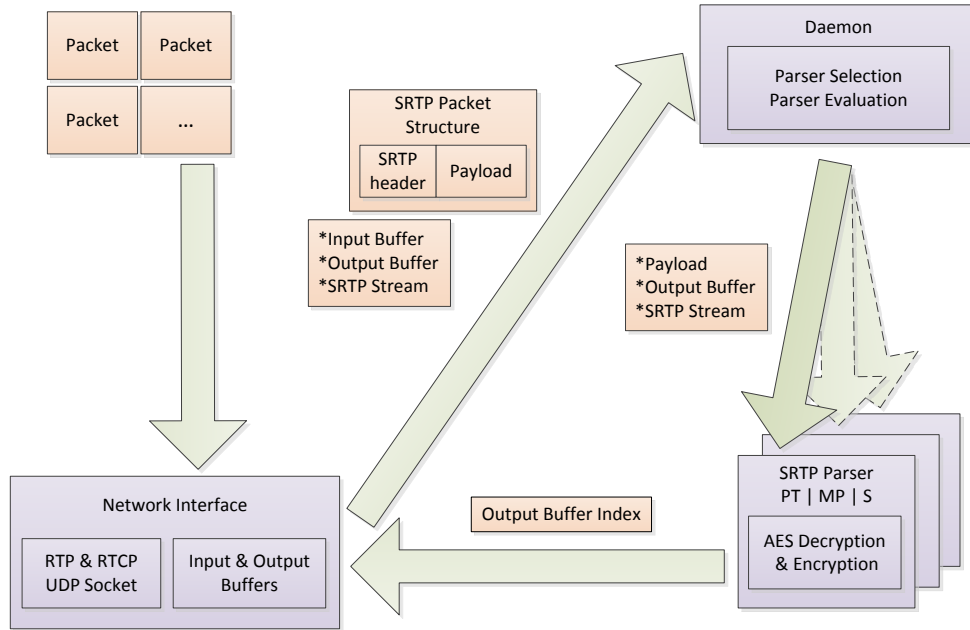 Packet
Packet
Packet
...
Daemon
Parser Selection
Parser Evaluation
SRTP Packet
Structure
SRTP
header
Payload
*Input Buffer
*Output Buffer
*SRTP Stream
*Payload
*Output Buffer
*SRTP Stream
Network Interface
RTP & RTCP
UDP Socket
Input & Output
Buffers
Output Buffer Index
SRTP Parser
PT | MP | S
AES Decryption
& Encryption